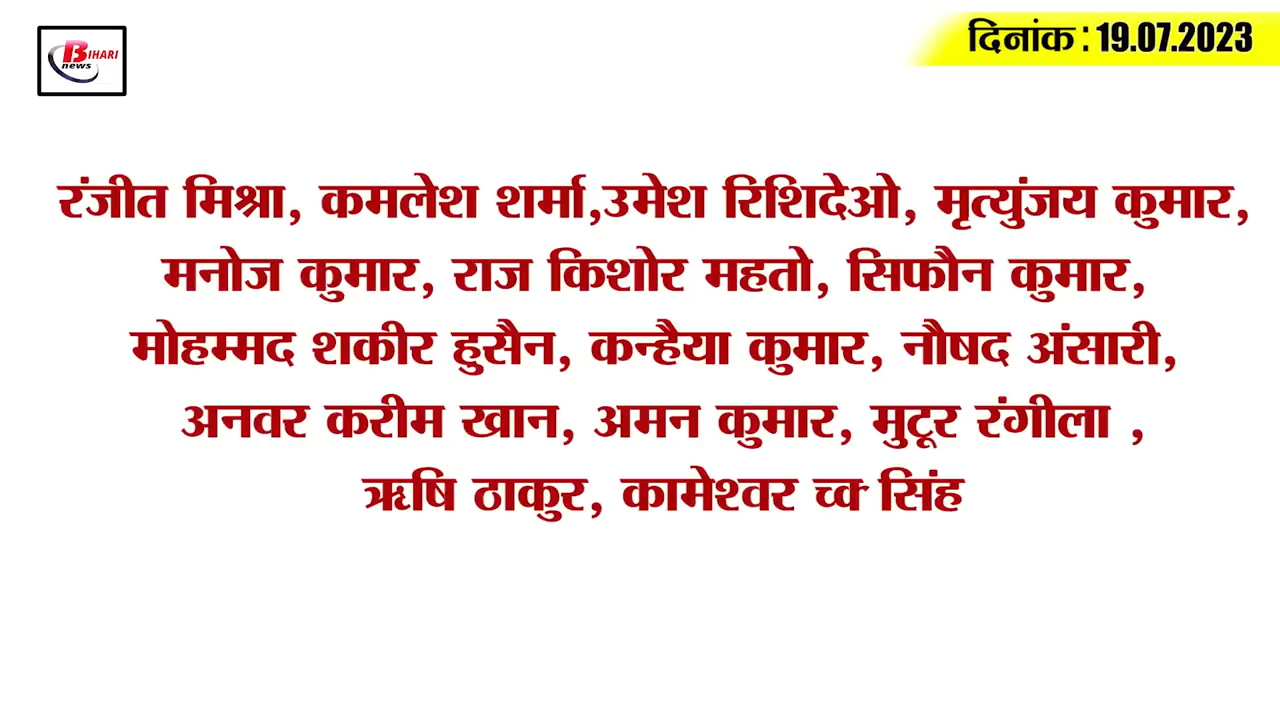 BIHARI
news
दिनांक : 19.07.2023
रंजीत मिश्रा, कमलेश शर्मा,उमेश रिशिदेओ, मृत्युंजय कुमार,
मनोज कुमार, राज किशोर महतो, सिफौन कुमार,
मोहम्मद शकीर हुसैन, कन्हैया कुमार, नौषद अंसारी,
अनवर करीम खान, अमन कुमार, मुटूर रंगीला ,
ऋषि ठाकुर, कामेश्वर च्क सिंह